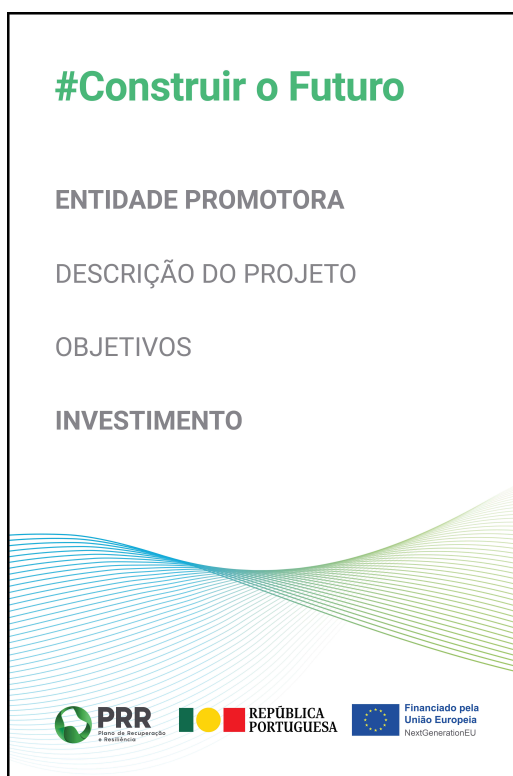 #Construir o Futuro
ENTIDADE PROMOTORA
DESCRIÇÃO DO PROJETO
OBJETIVOS
INVESTIMENTO
PRR
Plano de Recuperação
e Resiliência
REPÚBLICA
PORTUGUESA
Financiado pela
União Europeia
NextGenerationEU